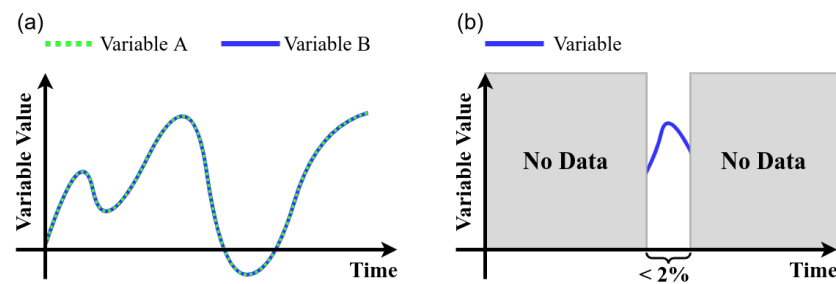 (a)
Variable A
Variable B
Variable Value
Time
(b)
Variable
Variable Value
No Data
No Data
< 2%
Time